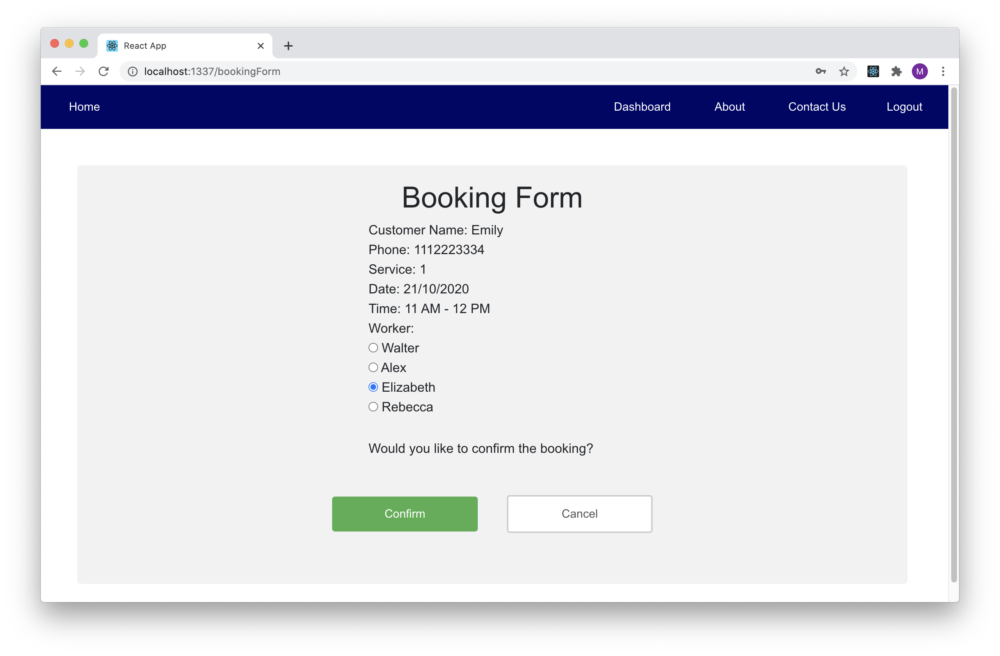 React App
localhost:1337/bookingForm
M
Home Dashboard About Contact Us Logout
Booking Form
Customer Name: Emily
Phone: 1112223334
Service: 1
Date: 21/10/2020
Time: 11 AM - 12 PM
Worker:
Walter
Alex
Elizabeth
Rebecca
Would you like to confirm the booking?
Confirm Cancel